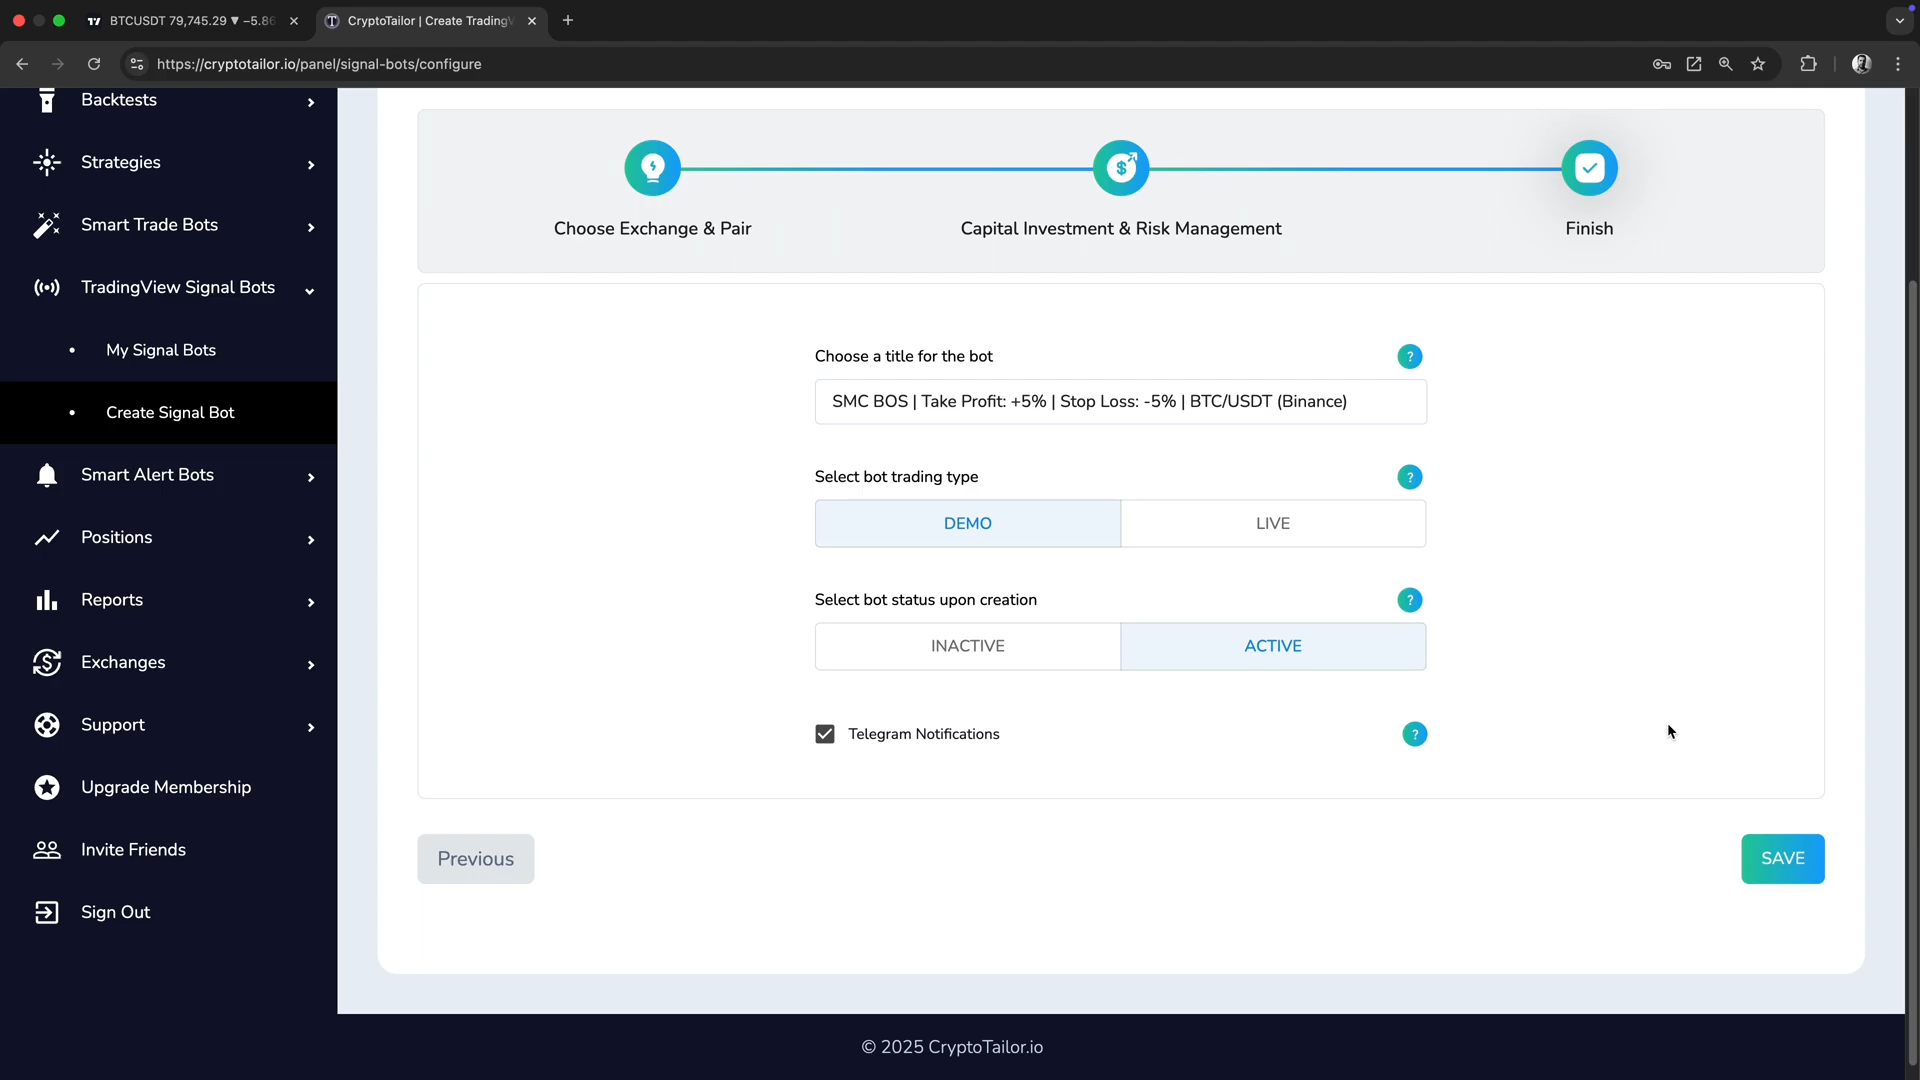 BTCUSDT 79,745.29 ▼ −5.86
CryptoTailor | Create TradingV
https://cryptotailor.io/panel/signal-bots/configure
Backtests
Strategies
Smart Trade Bots
TradingView Signal Bots
My Signal Bots
Create Signal Bot
Smart Alert Bots
Positions
Reports
Exchanges
Support
Upgrade Membership
Invite Friends
Sign Out
Choose Exchange & Pair
Capital Investment & Risk Management
Finish
Choose a title for the bot
?
SMC BOS | Take Profit: +5% | Stop Loss: -5% | BTC/USDT (Binance)
Select bot trading type
?
DEMO
LIVE
Select bot status upon creation
?
INACTIVE
ACTIVE
Telegram Notifications
?
Previous
SAVE
© 2025 CryptoTailor.io